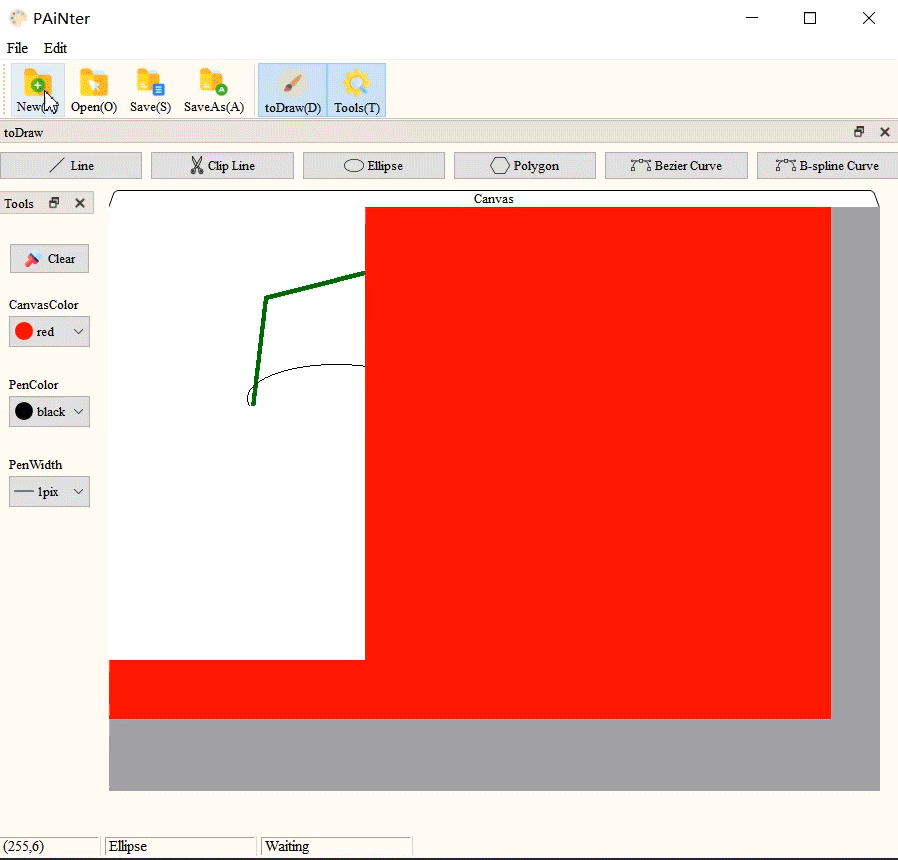 PAiNter
File Edit
New( Open(O) Save(S) SaveAs(A) toDraw(D) Tools(T)
toDraw
Line Clip Line Ellipse Polygon Bezier Curve B-spline Curve
Tools
Canvas
Clear
CanvasColor
red
PenColor
black
PenWidth
1pix
(255,6) Ellipse Waiting